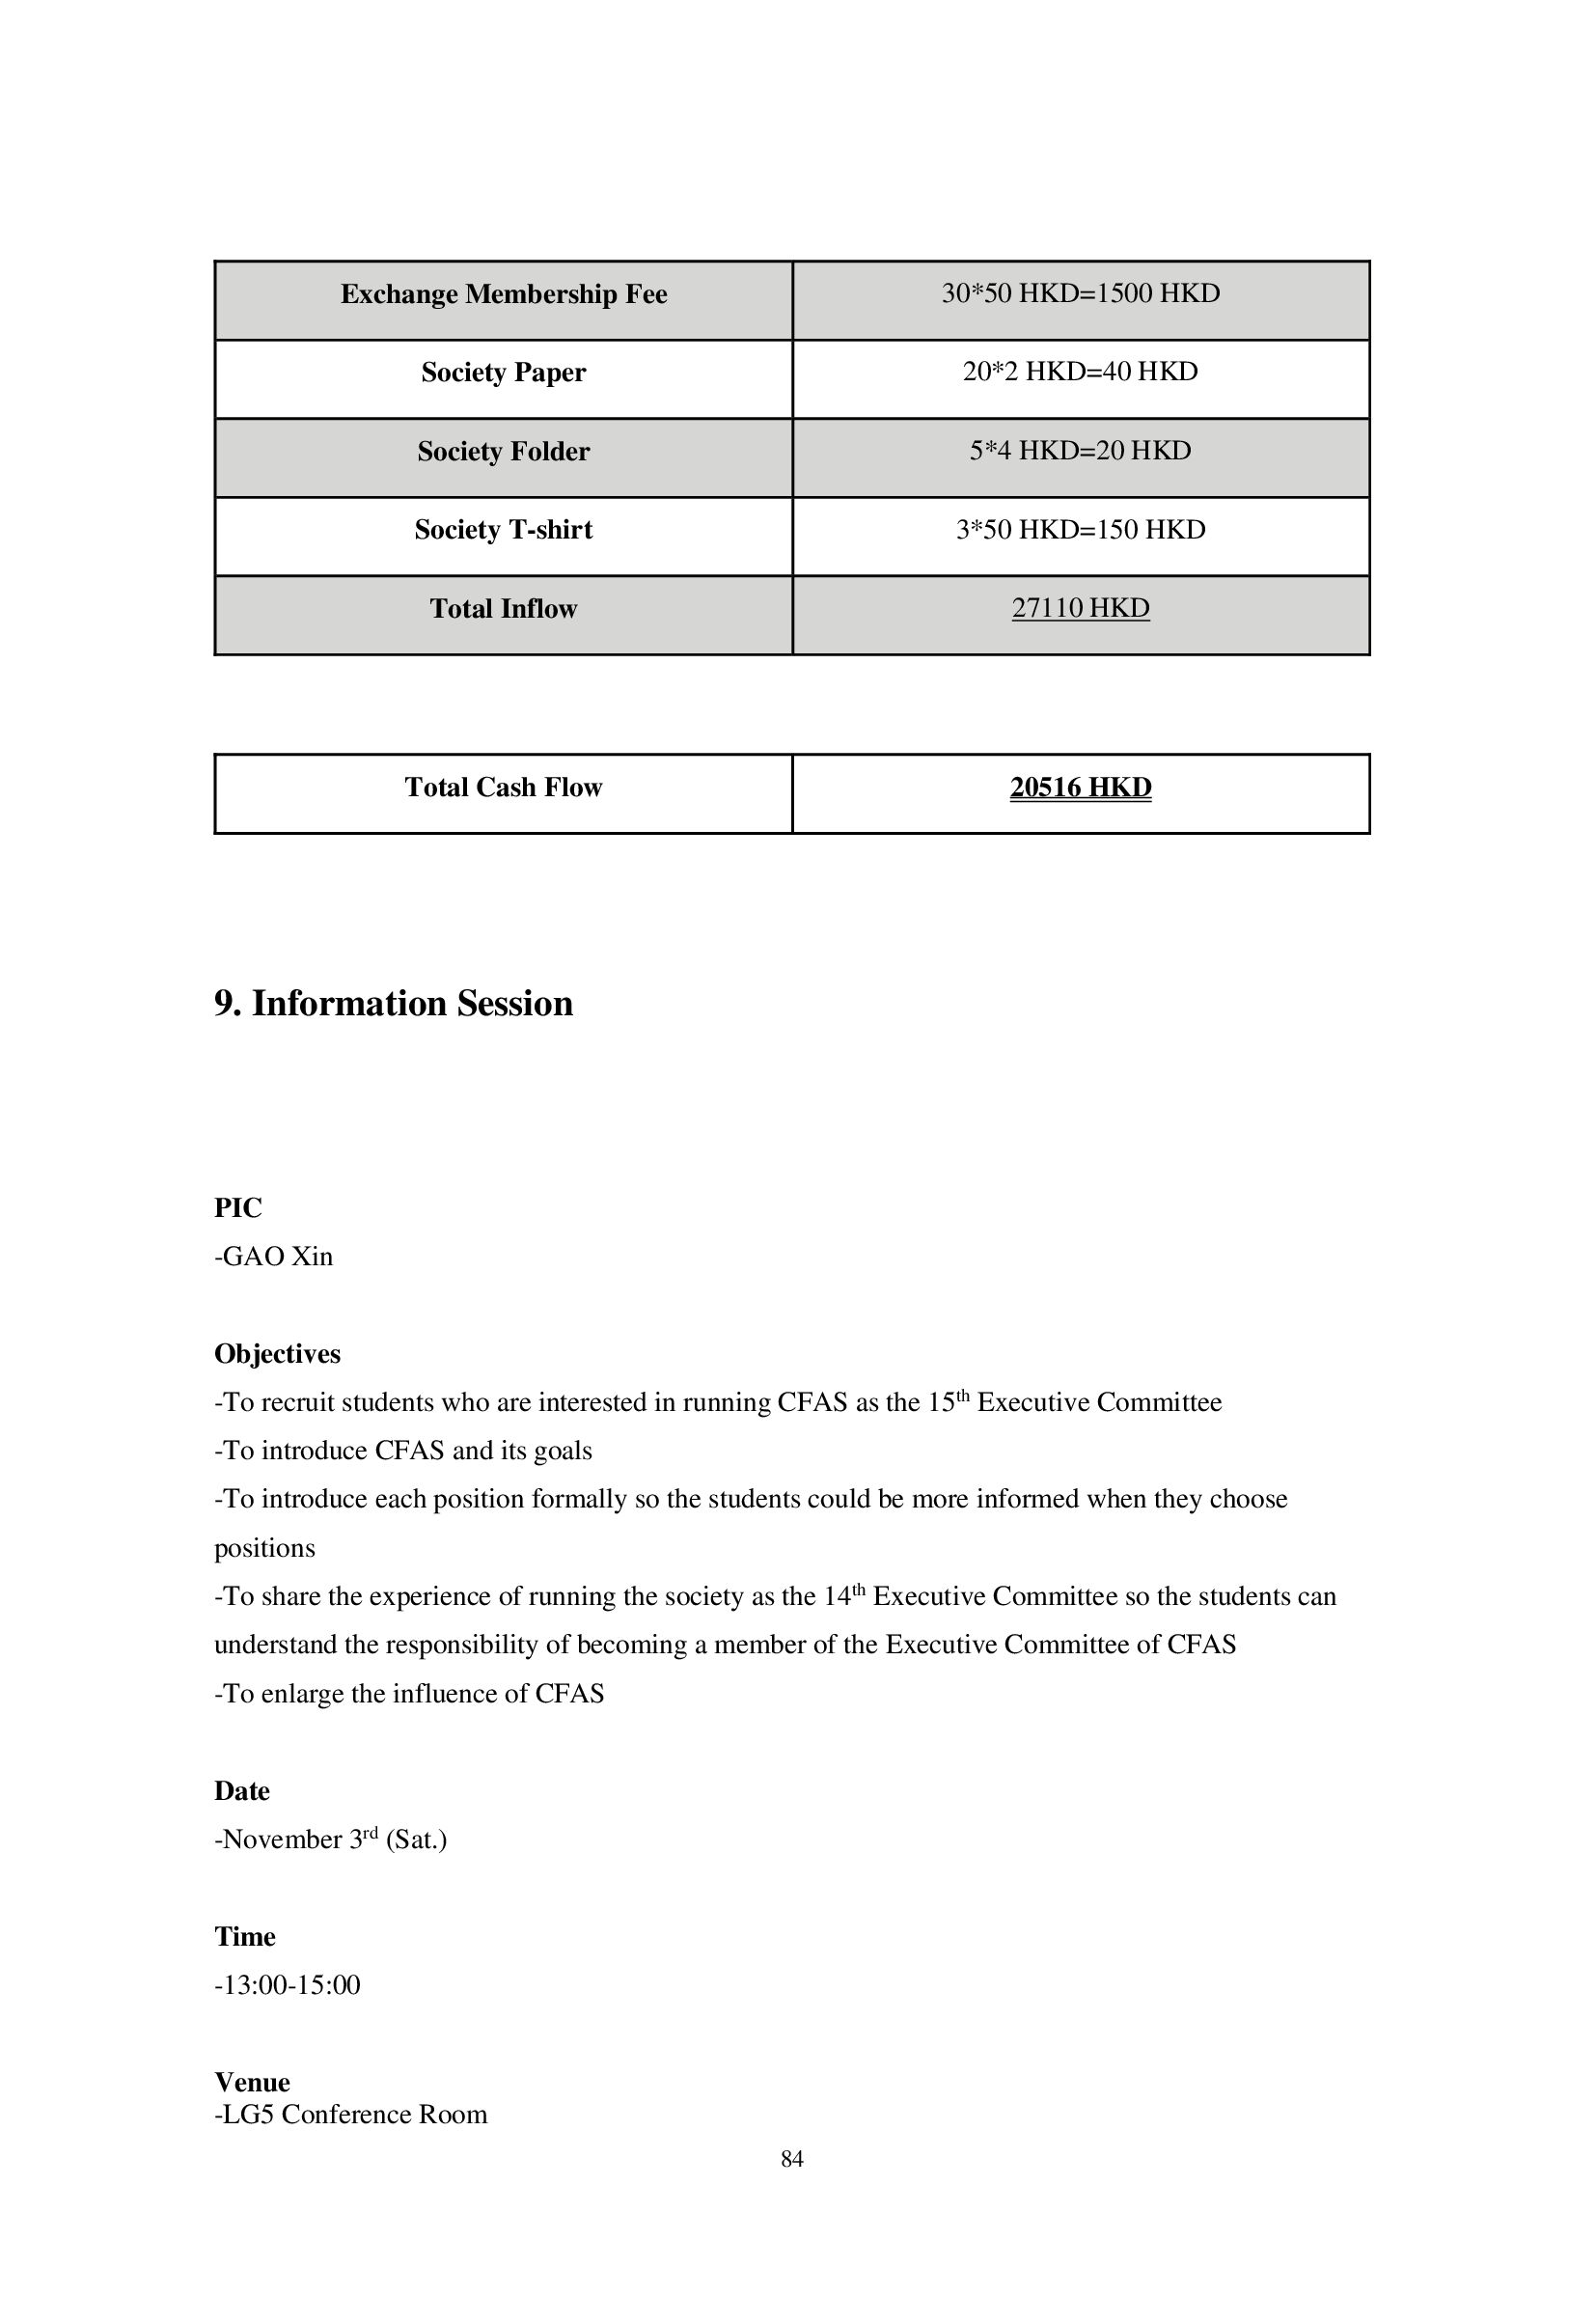 Exchange Membership Fee 30*50 HKD=1500 HKD
Society Paper 20*2 HKD=40 HKD
Society Folder 5*4 HKD=20 HKD
Society T-shirt 3*50 HKD=150 HKD
Total Inflow 27110 HKD
Total Cash Flow 20516 HKD
9. Information Session
PIC
-GAO Xin
Objectives
-To recruit students who are interested in running CFAS as the 15th Executive Committee
-To introduce CFAS and its goals
-To introduce each position formally so the students could be more informed when they choose
positions
-To share the experience of running the society as the 14th Executive Committee so the students can
understand the responsibility of becoming a member of the Executive Committee of CFAS
-To enlarge the influence of CFAS
Date
-November 3rd (Sat.)
Time
-13:00-15:00
Venue
-LG5 Conference Room
84